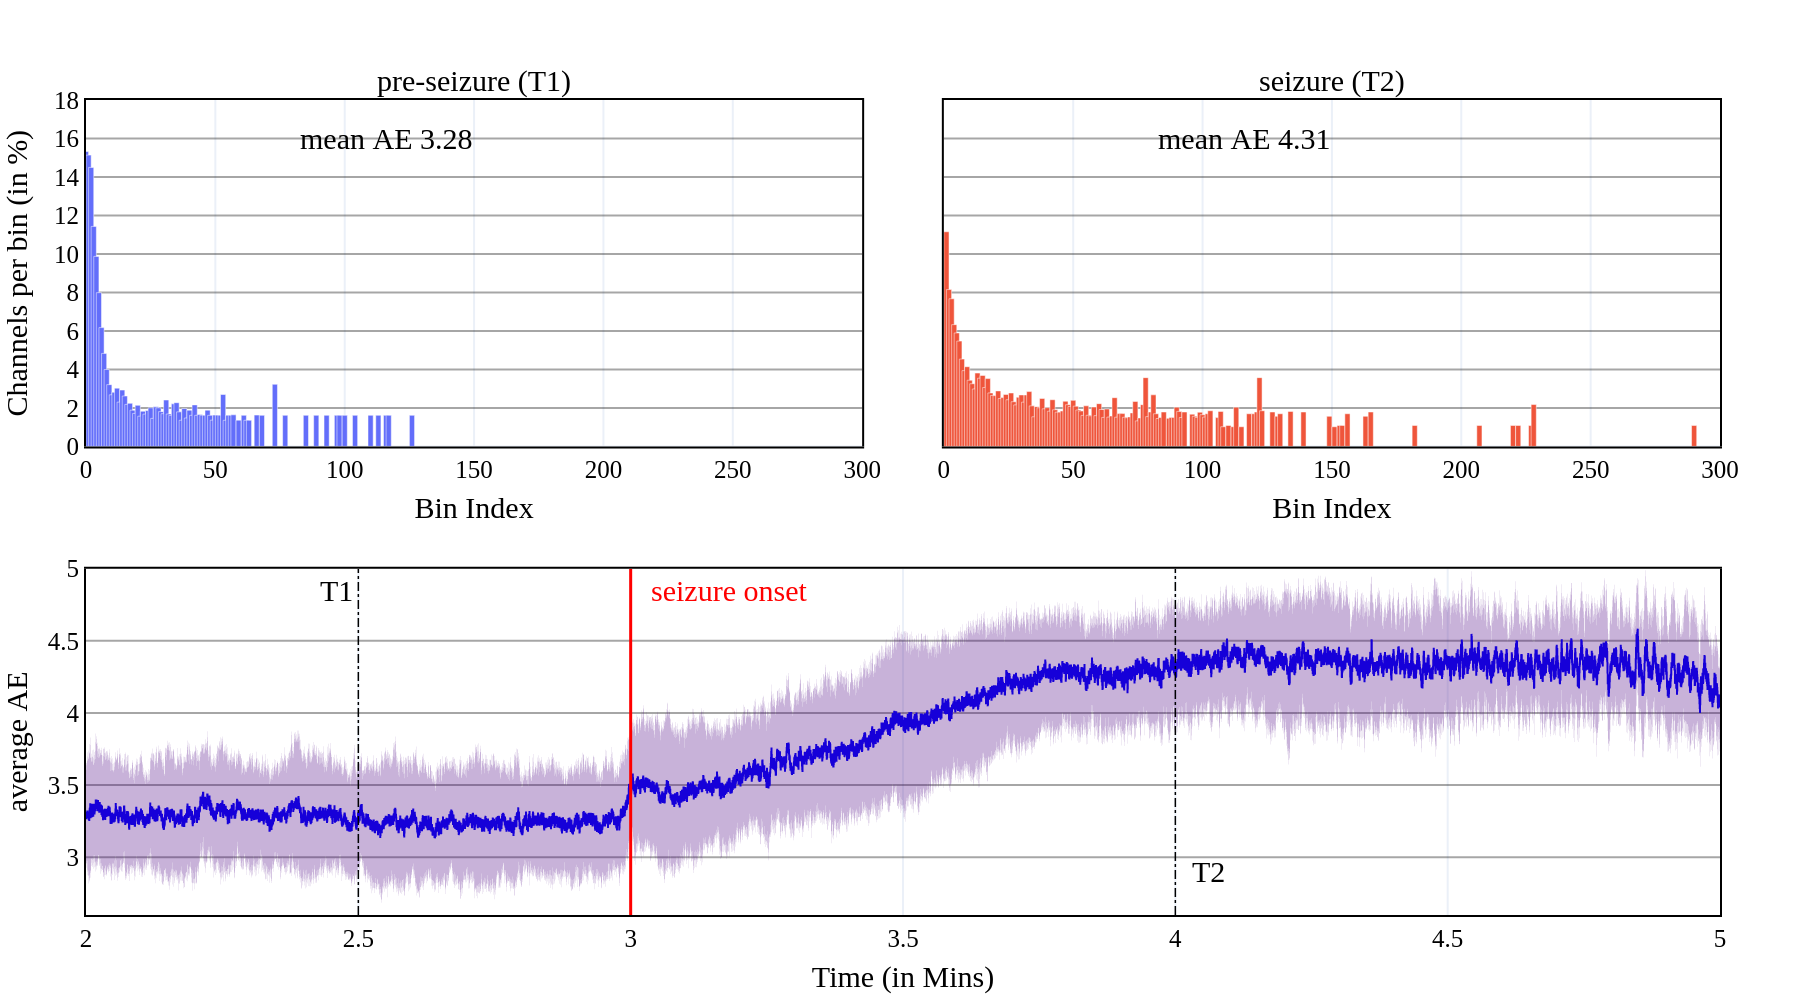 pre-seizure (T1)
seizure (T2)
mean AE 3.28
mean AE 4.31
Channels per bin (in %)
18
16
14
12
10
8
6
4
2
0
0 50 100 150 200 250 300
0 50 100 150 200 250 300
Bin Index
Bin Index
average AE
5
4.5
4
3.5
3
T1
seizure onset
T2
2 2.5 3 3.5 4 4.5 5
Time (in Mins)